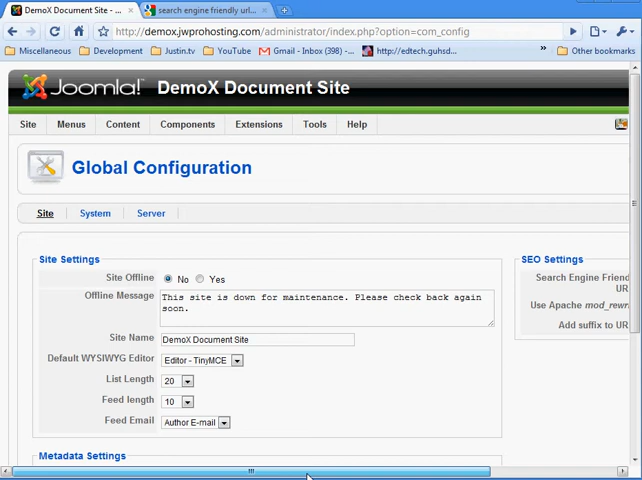 DemoX Document Site - ...
search engine friendly url...
http://demox.jwprohosting.com/administrator/index.php?option=com_config
Miscellaneous Development Justin.tv YouTube Gmail - Inbox (398) - ... http://edtech.guhsd... » Other bookmarks
Joomla!™ DemoX Document Site
Site Menus Content Components Extensions Tools Help
Global Configuration
Site System Server
Site Settings
Site Offline No Yes
Offline Message This site is down for maintenance. Please check back again
soon.
Site Name DemoX Document Site
Default WYSIWYG Editor Editor - TinyMCE
List Length 20
Feed length 10
Feed Email Author E-mail
Metadata Settings
SEO Settings
Search Engine Friend
UR
Use Apache mod_rewri
Add suffix to UR